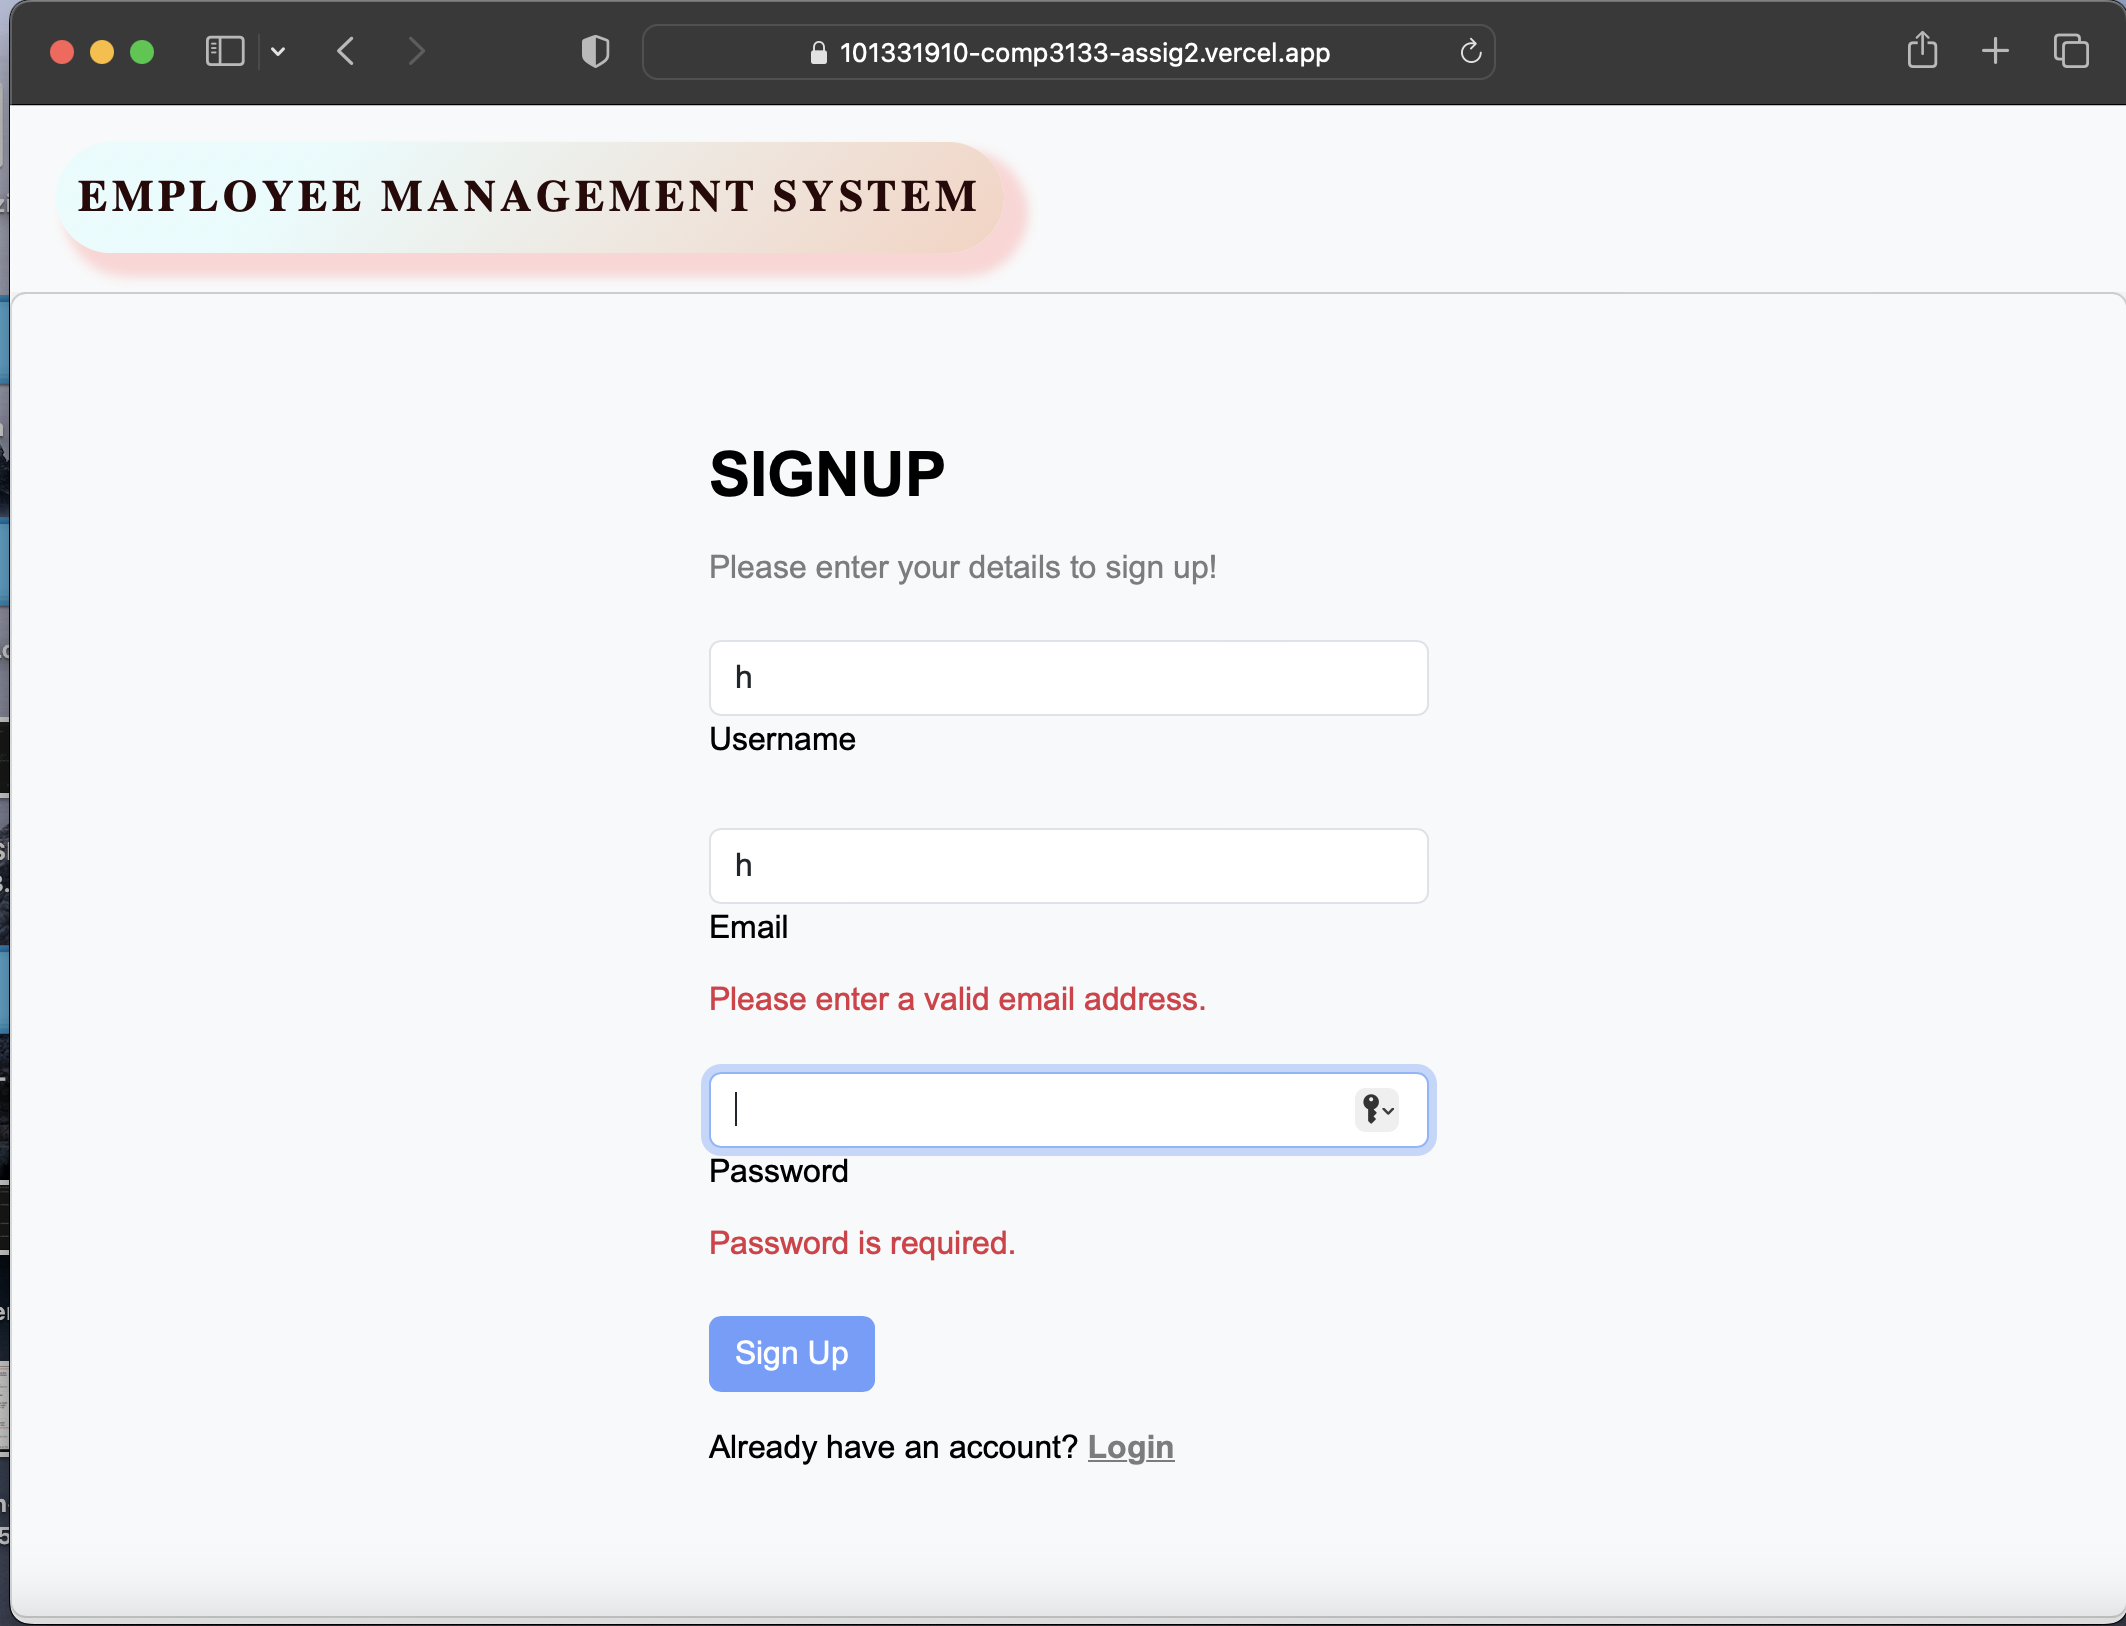 101331910-comp3133-assig2.vercel.app
EMPLOYEE MANAGEMENT SYSTEM
SIGNUP
Please enter your details to sign up!
h
Username
h
Email
Please enter a valid email address.
Password
Password is required.
Sign Up
Already have an account? Login